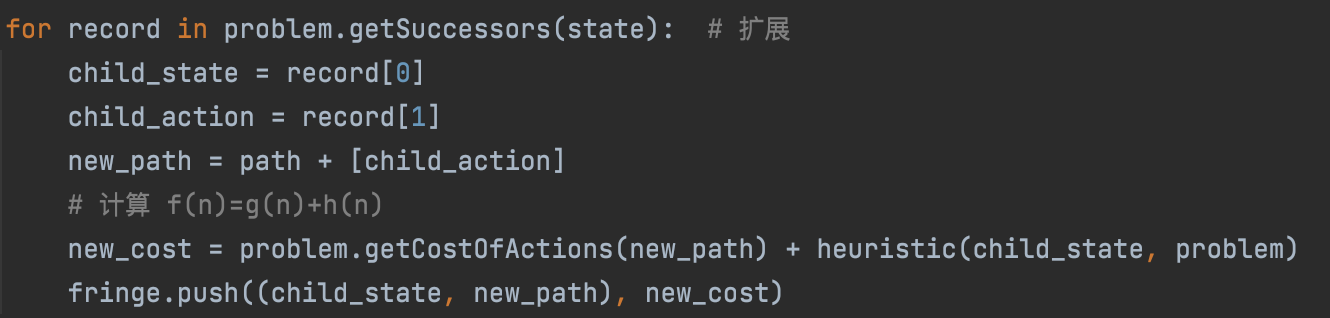 for record in problem.getSuccessors(state):  # 扩展
    child_state = record[0]
    child_action = record[1]
    new_path = path + [child_action]
    # 计算 f(n)=g(n)+h(n)
    new_cost = problem.getCostOfActions(new_path) + heuristic(child_state, problem)
    fringe.push((child_state, new_path), new_cost)